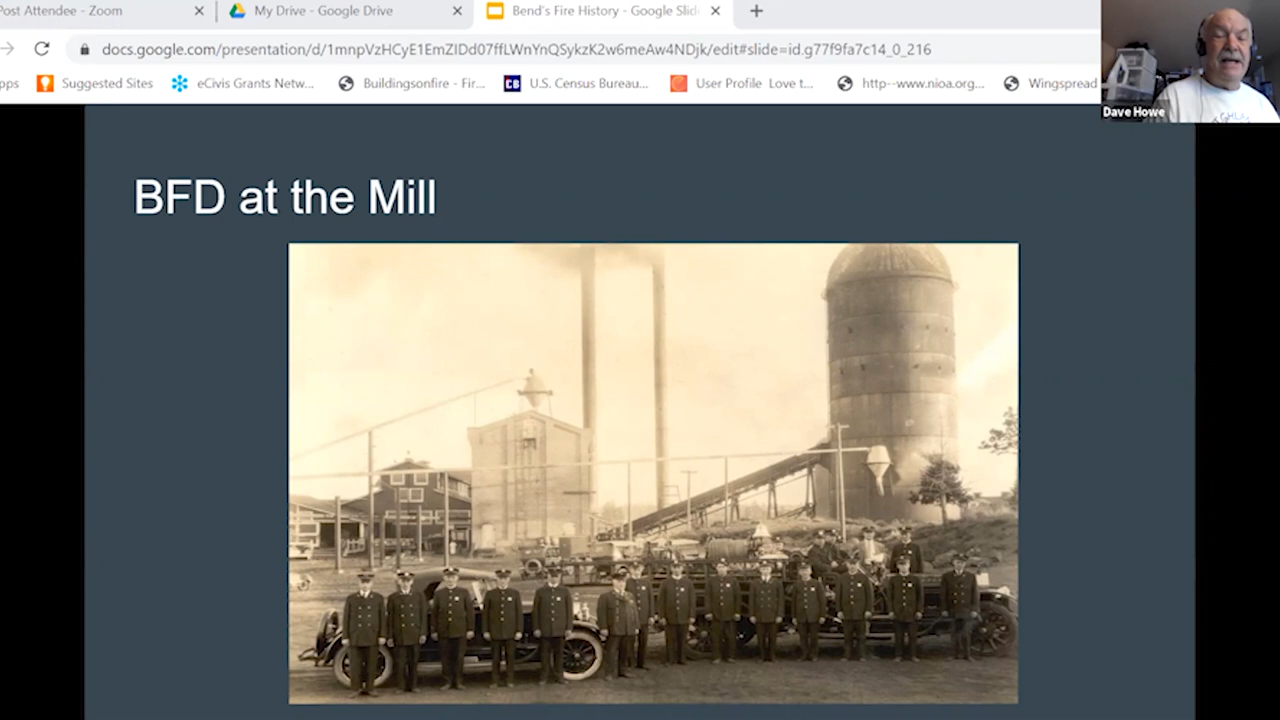 Post Attendee - Zoom
My Drive - Google Drive
Bend's Fire History - Google Slid
docs.google.com/presentation/d/1mnpVzHCyE1EmZIDd07ffLWnYnQSykzK2w6meAw4NDjk/edit#slide=id.g77f9fa7c14_0_216
pps
Suggested Sites
eCivis Grants Netw...
Buildingsonfire - Fir...
CB
U.S. Census Bureau...
User Profile Love t...
http--www.nioa.org...
Wingspread
Dave Howe
BFD at the Mill